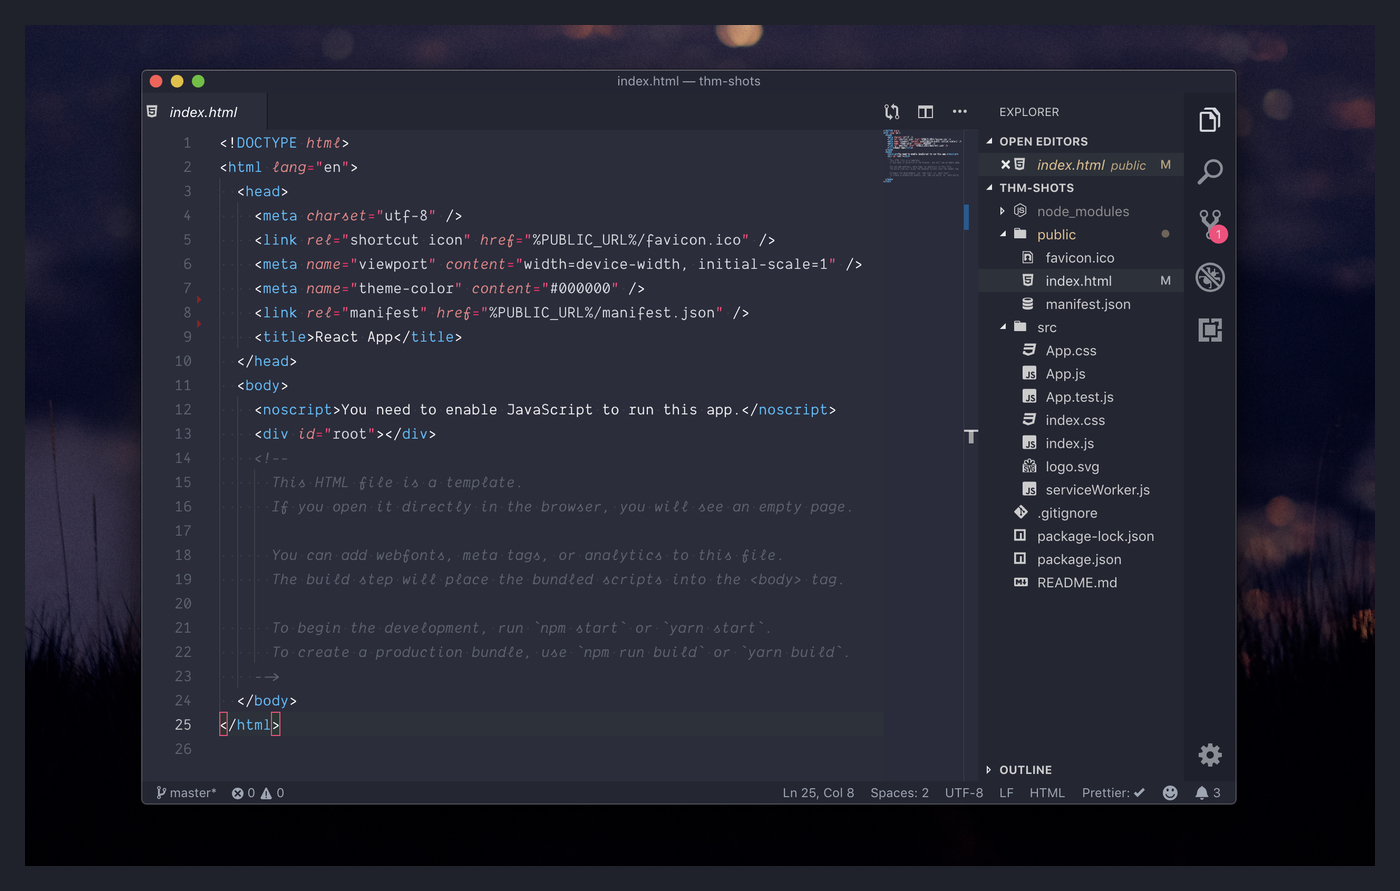 index.html — thm-shots
index.html
1 <!DOCTYPE html>
2 <html lang="en">
3 <head>
4 <meta charset="utf-8" />
5 <link rel="shortcut icon" href="%PUBLIC_URL%/favicon.ico" />
6 <meta name="viewport" content="width=device-width, initial-scale=1" />
7 <meta name="theme-color" content="#000000" />
8 <link rel="manifest" href="%PUBLIC_URL%/manifest.json" />
9 <title>React App</title>
10 </head>
11 <body>
12 <noscript>You need to enable JavaScript to run this app.</noscript>
13 <div id="root"></div>
14 <!--
15 This HTML file is a template.
16 If you open it directly in the browser, you will see an empty page.
17
18 You can add webfonts, meta tags, or analytics to this file.
19 The build step will place the bundled scripts into the <body> tag.
20
21 To begin the development, run `npm start` or `yarn start`.
22 To create a production bundle, use `npm run build` or `yarn build`.
23 -->
24 </body>
25 </html>
26
EXPLORER
OPEN EDITORS
index.html public M
THM-SHOTS
node_modules
public
favicon.ico
index.html M
manifest.json
src
App.css
JS App.js
JS App.test.js
index.css
JS index.js
logo.svg
JS serviceWorker.js
.gitignore
package-lock.json
package.json
README.md
OUTLINE
1
master* 0 0
Ln 25, Col 8 Spaces: 2 UTF-8 LF HTML Prettier: ✓ 3